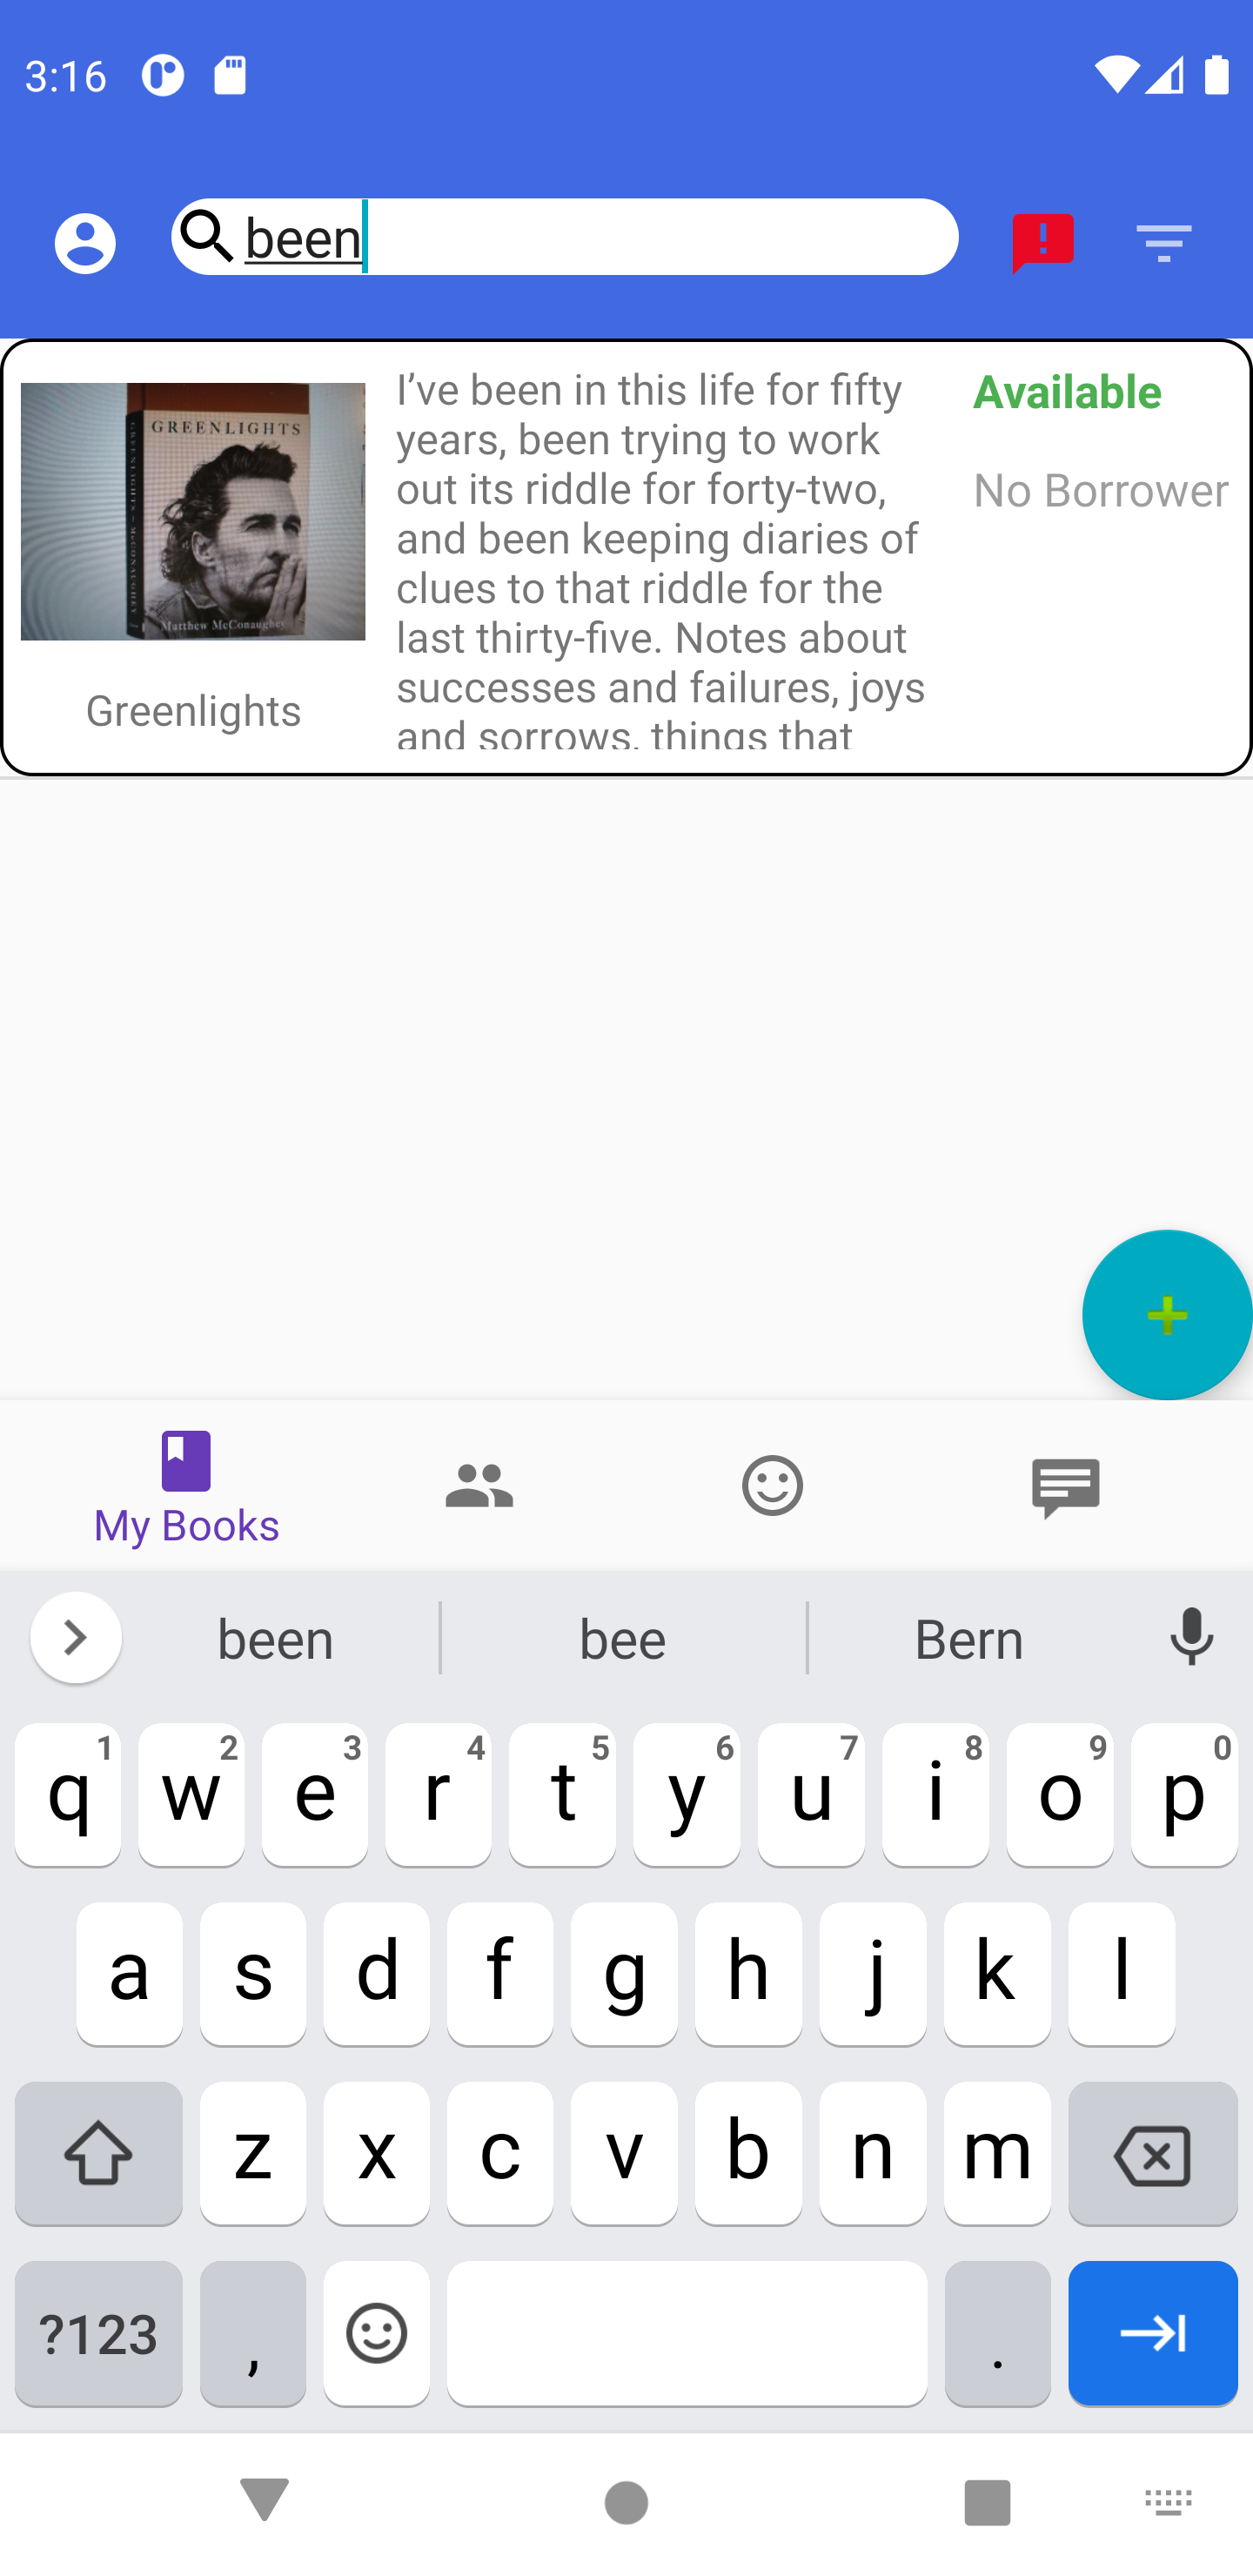 3:16
been
GREENLIGHTS
Matthew McConaughey
Greenlights
I’ve been in this life for fifty
years, been trying to work
out its riddle for forty-two,
and been keeping diaries of
clues to that riddle for the
last thirty-five. Notes about
successes and failures, joys
and sorrows, things that
Available
No Borrower
My Books
been
bee
Bern
q 1 w 2 e 3 r 4 t 5 y 6 u 7 i 8 o 9 p 0
a s d f g h j k l
z x c v b n m
?123 , .